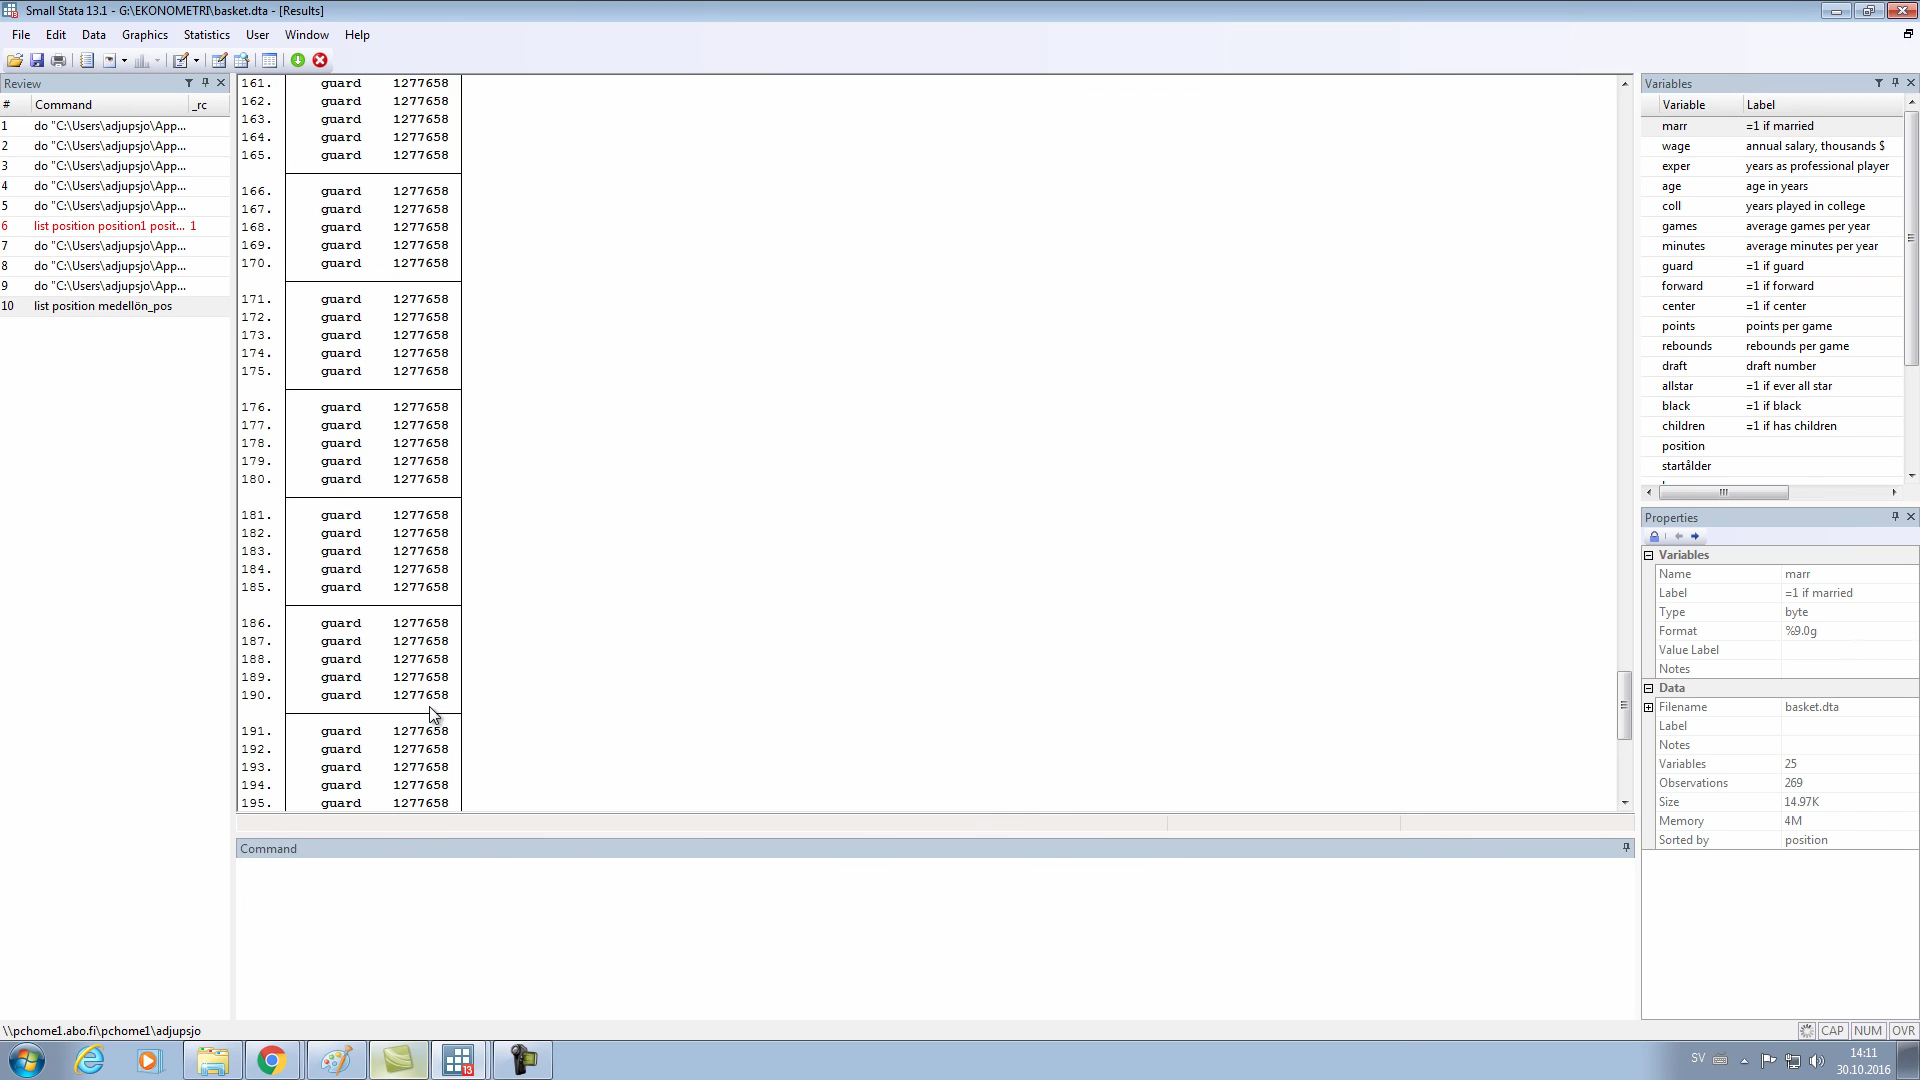 Small Stata 13.1 - G:\EKONOMETRI\basket.dta - [Results]
File Edit Data Graphics Statistics User Window Help
Review
# Command _rc
1 do "C:\Users\adjupsjo\App...
2 do "C:\Users\adjupsjo\App...
3 do "C:\Users\adjupsjo\App...
4 do "C:\Users\adjupsjo\App...
5 do "C:\Users\adjupsjo\App...
6 list position position1 posit... 1
7 do "C:\Users\adjupsjo\App...
8 do "C:\Users\adjupsjo\App...
9 do "C:\Users\adjupsjo\App...
10 list position medellön_pos
161. guard 1277658
162. guard 1277658
163. guard 1277658
164. guard 1277658
165. guard 1277658
166. guard 1277658
167. guard 1277658
168. guard 1277658
169. guard 1277658
170. guard 1277658
171. guard 1277658
172. guard 1277658
173. guard 1277658
174. guard 1277658
175. guard 1277658
176. guard 1277658
177. guard 1277658
178. guard 1277658
179. guard 1277658
180. guard 1277658
181. guard 1277658
182. guard 1277658
183. guard 1277658
184. guard 1277658
185. guard 1277658
186. guard 1277658
187. guard 1277658
188. guard 1277658
189. guard 1277658
190. guard 1277658
191. guard 1277658
192. guard 1277658
193. guard 1277658
194. guard 1277658
195. guard 1277658
Command
Variables
Variable Label
marr =1 if married
wage annual salary, thousands $
exper years as professional player
age age in years
coll years played in college
games average games per year
minutes average minutes per year
guard =1 if guard
forward =1 if forward
center =1 if center
points points per game
rebounds rebounds per game
draft draft number
allstar =1 if ever all star
black =1 if black
children =1 if has children
position
startålder
Properties
Variables
Name marr
Label =1 if married
Type byte
Format %9.0g
Value Label
Notes
Data
Filename basket.dta
Label
Notes
Variables 25
Observations 269
Size 14.97K
Memory 4M
Sorted by position
\\pchome1.abo.fi\pchome1\adjupsjo
CAP NUM OVR
13
SV
14:11
30.10.2016